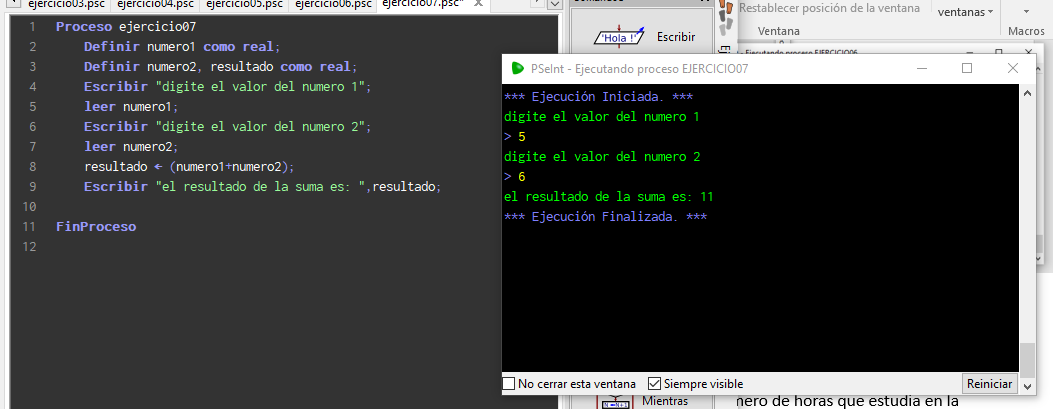 ejercicio03.psc ejercicio04.psc ejercicio05.psc ejercicio06.psc ejercicio07.psc*
1 Proceso ejercicio07
2 Definir numero1 como real;
3 Definir numero2, resultado como real;
4 Escribir "digite el valor del numero 1";
5 leer numero1;
6 Escribir "digite el valor del numero 2";
7 leer numero2;
8 resultado ← (numero1+numero2);
9 Escribir "el resultado de la suma es: ",resultado;
10
11 FinProceso
12
'Hola !' Escribir
Restablecer posición de la ventana
ventanas
Ventana
Macros
Ejecutando proceso EJERCICIO06
PSeInt - Ejecutando proceso EJERCICIO07
*** Ejecución Iniciada. ***
digite el valor del numero 1
> 5
digite el valor del numero 2
> 6
el resultado de la suma es: 11
*** Ejecución Finalizada. ***
No cerrar esta ventana Siempre visible Reiniciar
Mientras
mero de horas que estudia en la